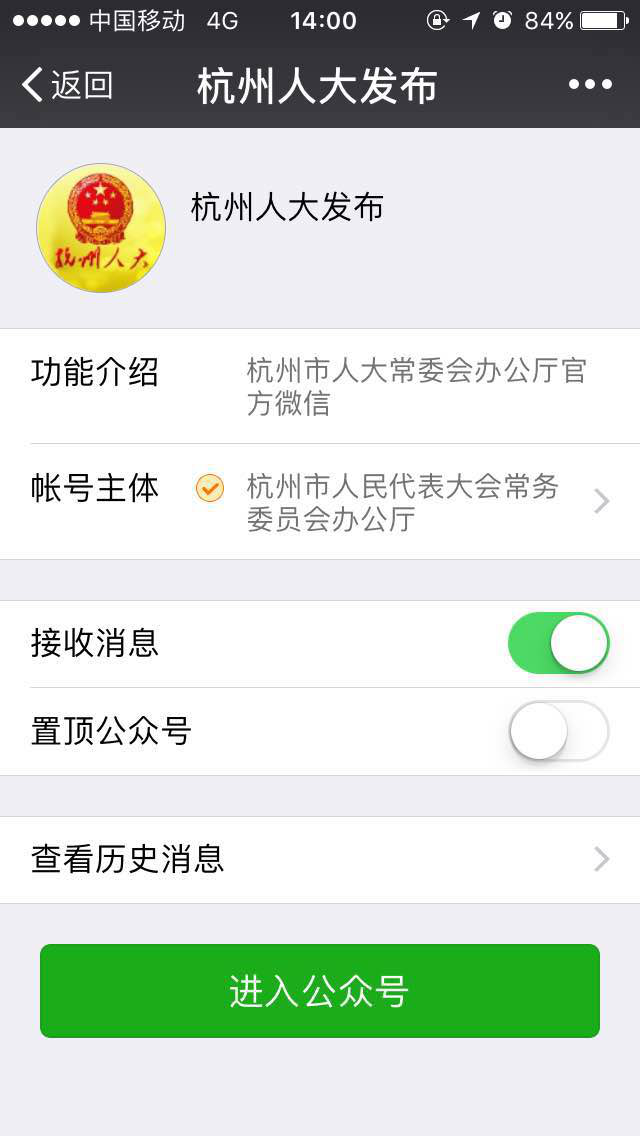 中国移动 4G 14:00 84%
返回 杭州人大发布
杭州人大
杭州人大发布
功能介绍 杭州市人大常委会办公厅官
方微信
帐号主体 杭州市人民代表大会常务
委员会办公厅
接收消息
置顶公众号
查看历史消息
进入公众号